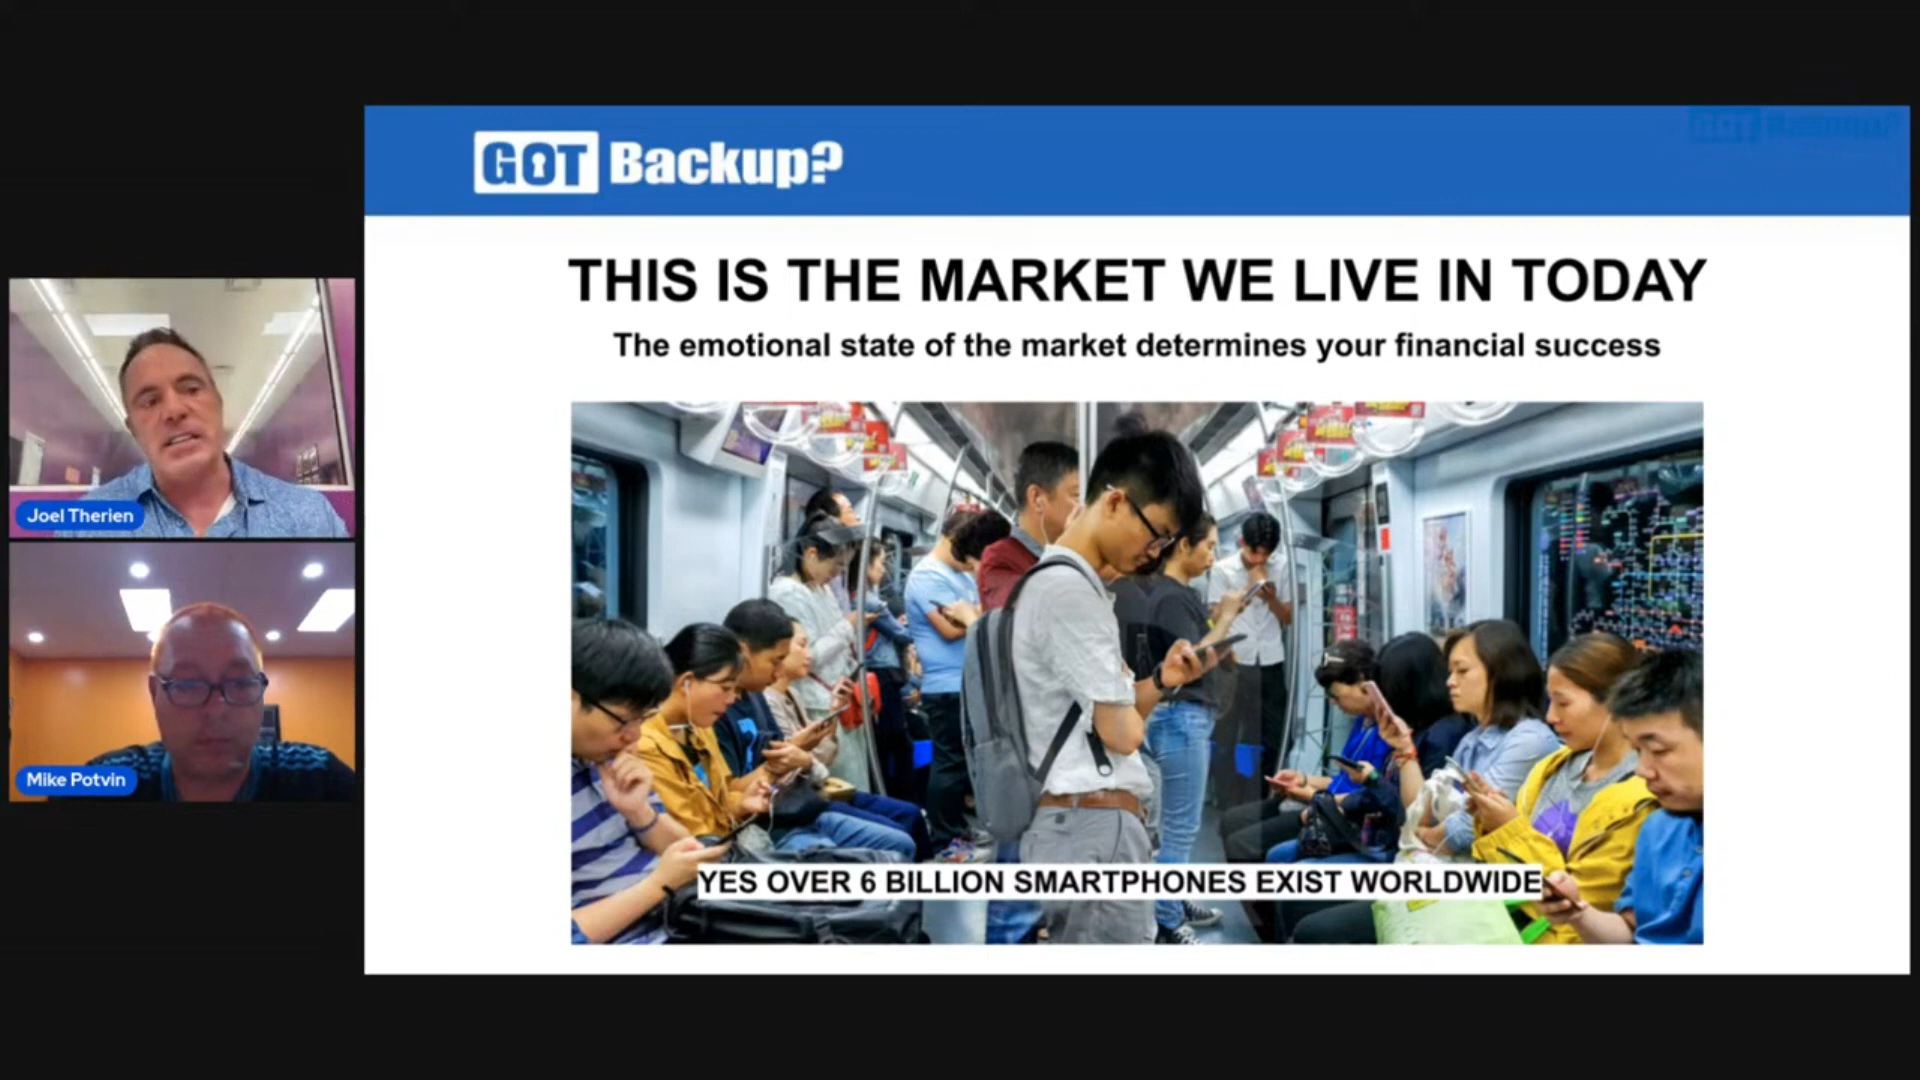 GOT Backup?
THIS IS THE MARKET WE LIVE IN TODAY
The emotional state of the market determines your financial success
YES OVER 6 BILLION SMARTPHONES EXIST WORLDWIDE
Joel Therien
Mike Potvin